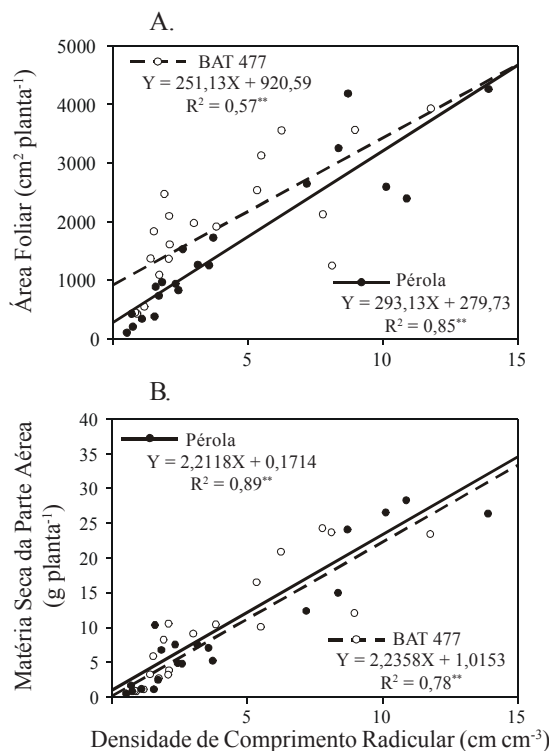 A.
5000
4000
3000
2000
1000
0
Área Foliar (cm² planta⁻¹)
BAT 477
Y = 251,13X + 920,59
R² = 0,57**
Pérola
Y = 293,13X + 279,73
R² = 0,85**
0 5 10 15
B.
40
35
30
25
20
15
10
5
0
Matéria Seca da Parte Aérea
(g planta⁻¹)
Pérola
Y = 2,2118X + 0,1714
R² = 0,89**
BAT 477
Y = 2,2358X + 1,0153
R² = 0,78**
0 5 10 15
Densidade de Comprimento Radicular (cm cm⁻³)